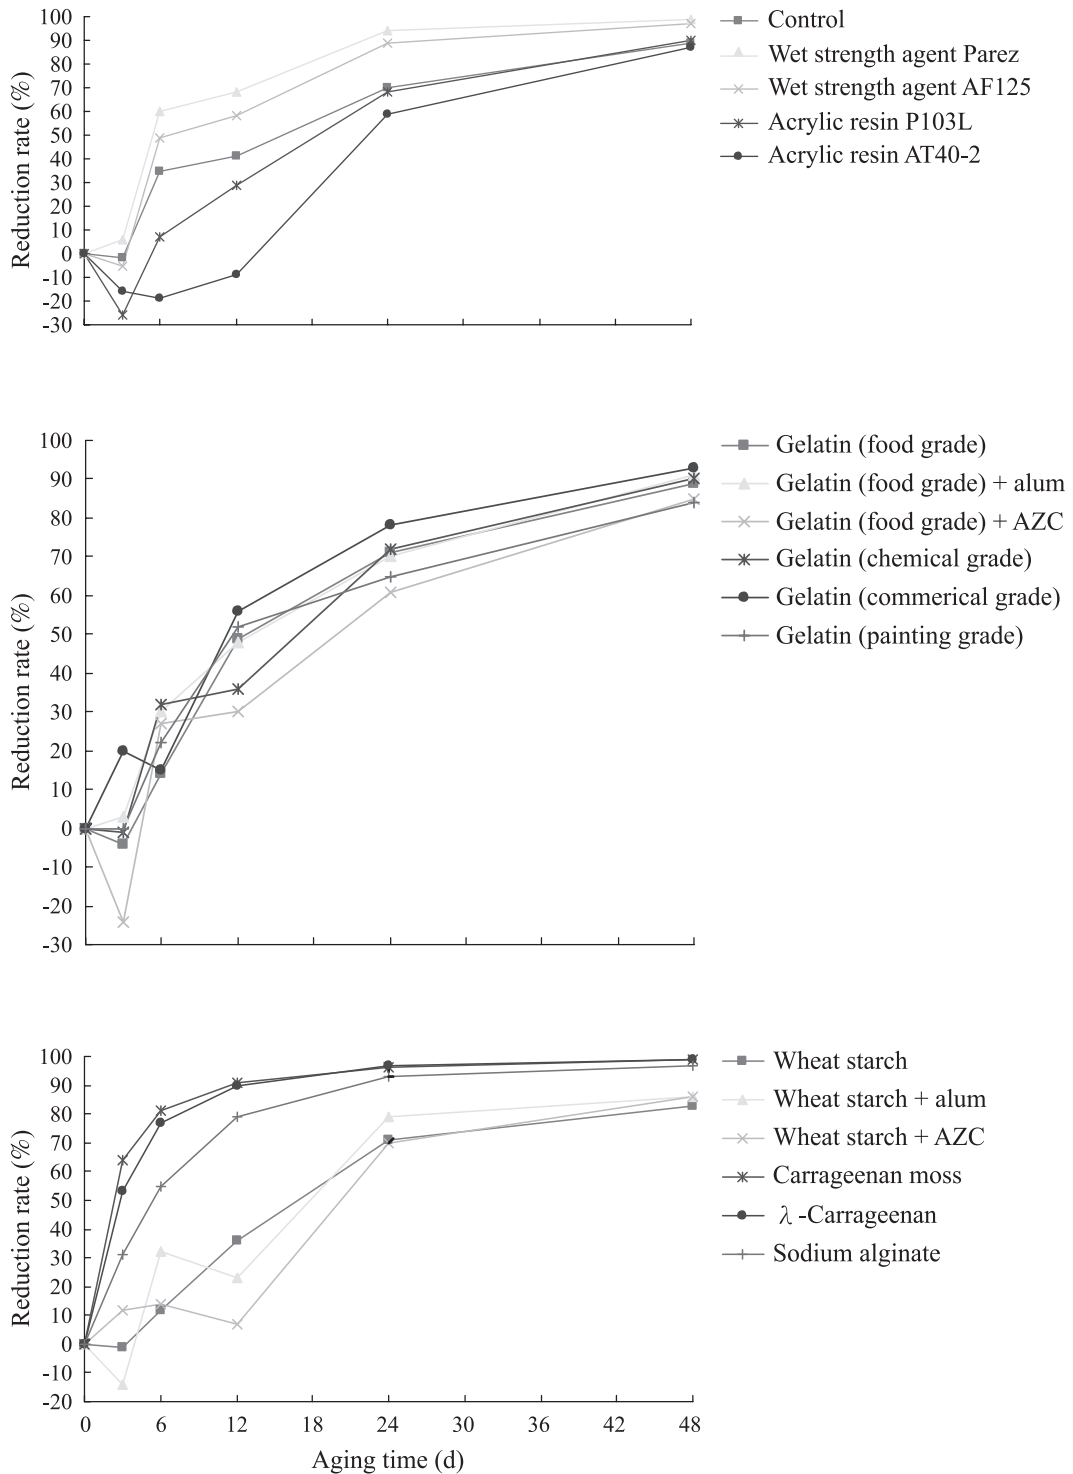 100
90
80
70
60
50
40
30
20
10
0
-10
-20
-30
Reduction rate (%)
Control
Wet strength agent Parez
Wet strength agent AF125
Acrylic resin P103L
Acrylic resin AT40-2
100
90
80
70
60
50
40
30
20
10
0
-10
-20
-30
Reduction rate (%)
Gelatin (food grade)
Gelatin (food grade) + alum
Gelatin (food grade) + AZC
Gelatin (chemical grade)
Gelatin (commerical grade)
Gelatin (painting grade)
100
90
80
70
60
50
40
30
20
10
0
-10
-20
Reduction rate (%)
Wheat starch
Wheat starch + alum
Wheat starch + AZC
Carrageenan moss
λ -Carrageenan
Sodium alginate
0 6 12 18 24 30 36 42 48
Aging time (d)